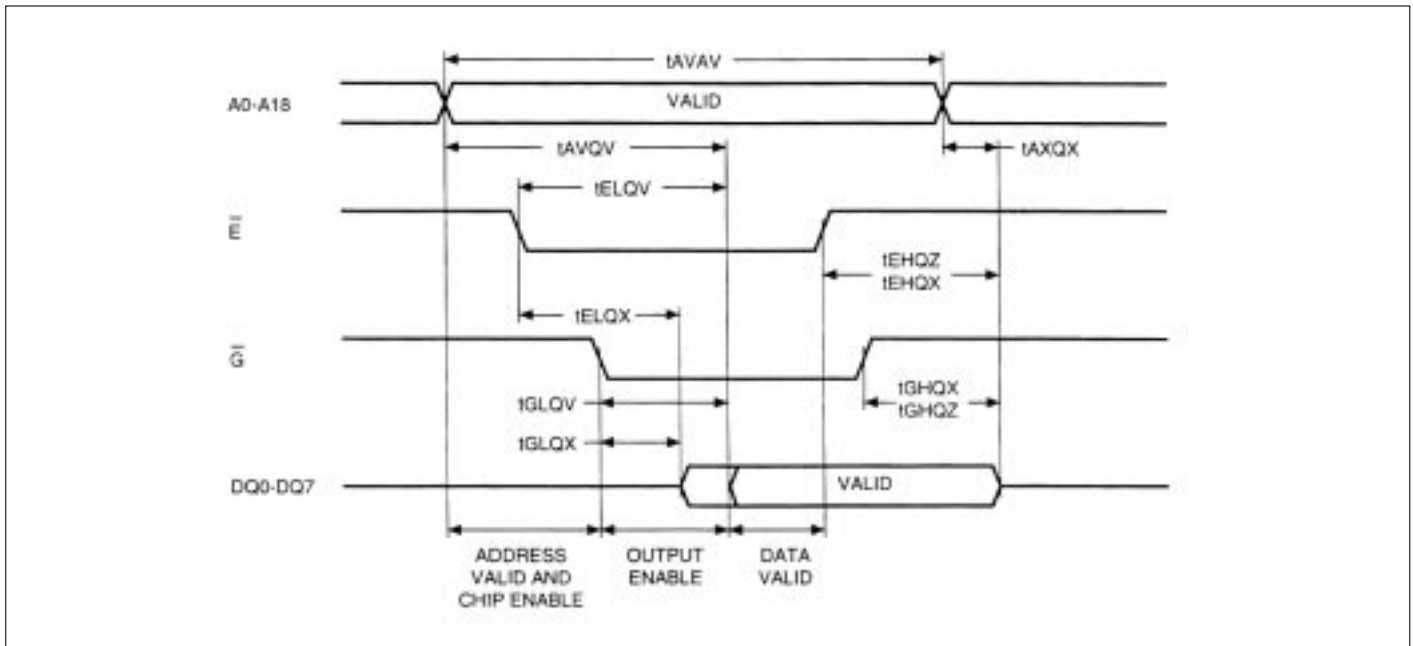 tAVAV
A0-A18
VALID
tAVQV
tAXQX
tELQV
E
tEHQZ
tEHQX
tELQX
G
tGHQX
tGHQZ
tGLQV
tGLQX
DQ0-DQ7
VALID
ADDRESS
VALID AND
CHIP ENABLE
OUTPUT
ENABLE
DATA
VALID